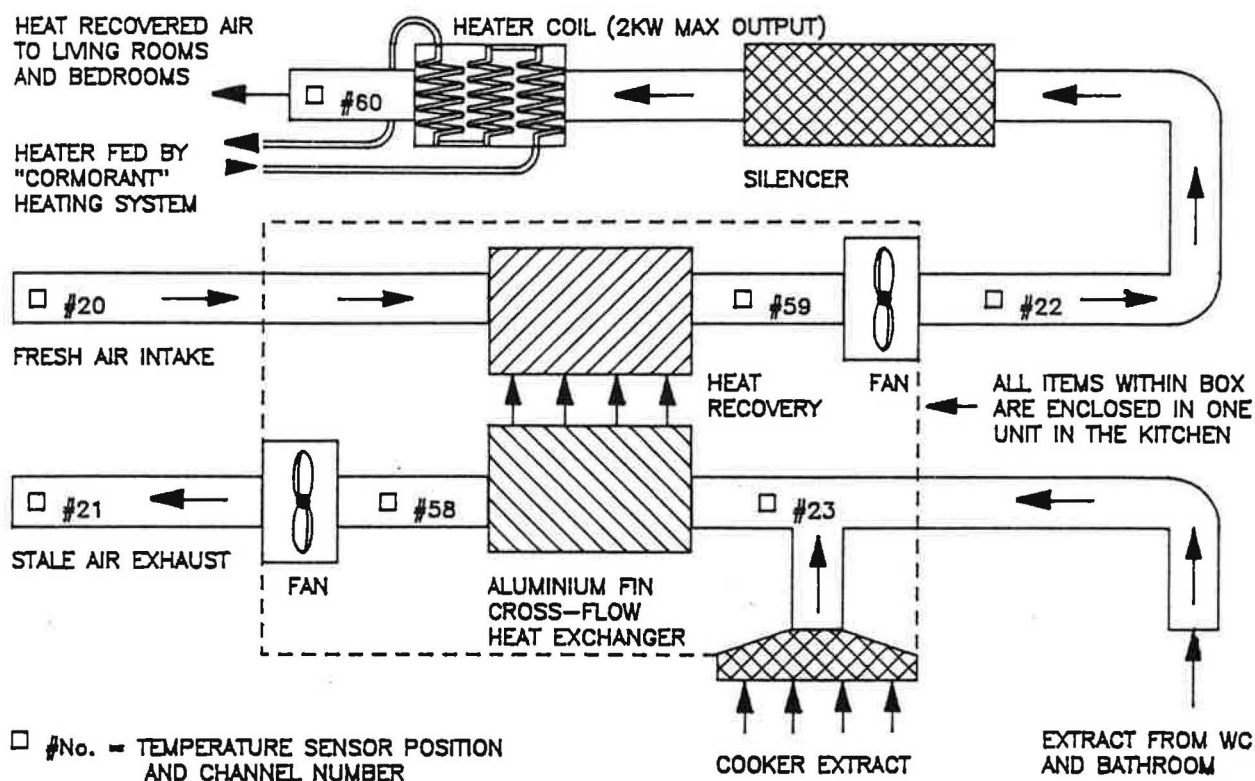 HEAT RECOVERED AIR
TO LIVING ROOMS
AND BEDROOMS
HEATER COIL (2KW MAX OUTPUT)
#60
HEATER FED BY
"CORMORANT"
HEATING SYSTEM
SILENCER
#20
#59
#22
FRESH AIR INTAKE
HEAT
RECOVERY
FAN
ALL ITEMS WITHIN BOX
ARE ENCLOSED IN ONE
UNIT IN THE KITCHEN
#21
#58
#23
STALE AIR EXHAUST
FAN
ALUMINIUM FIN
CROSS-FLOW
HEAT EXCHANGER
#No. = TEMPERATURE SENSOR POSITION
AND CHANNEL NUMBER
COOKER EXTRACT
EXTRACT FROM WC
AND BATHROOM